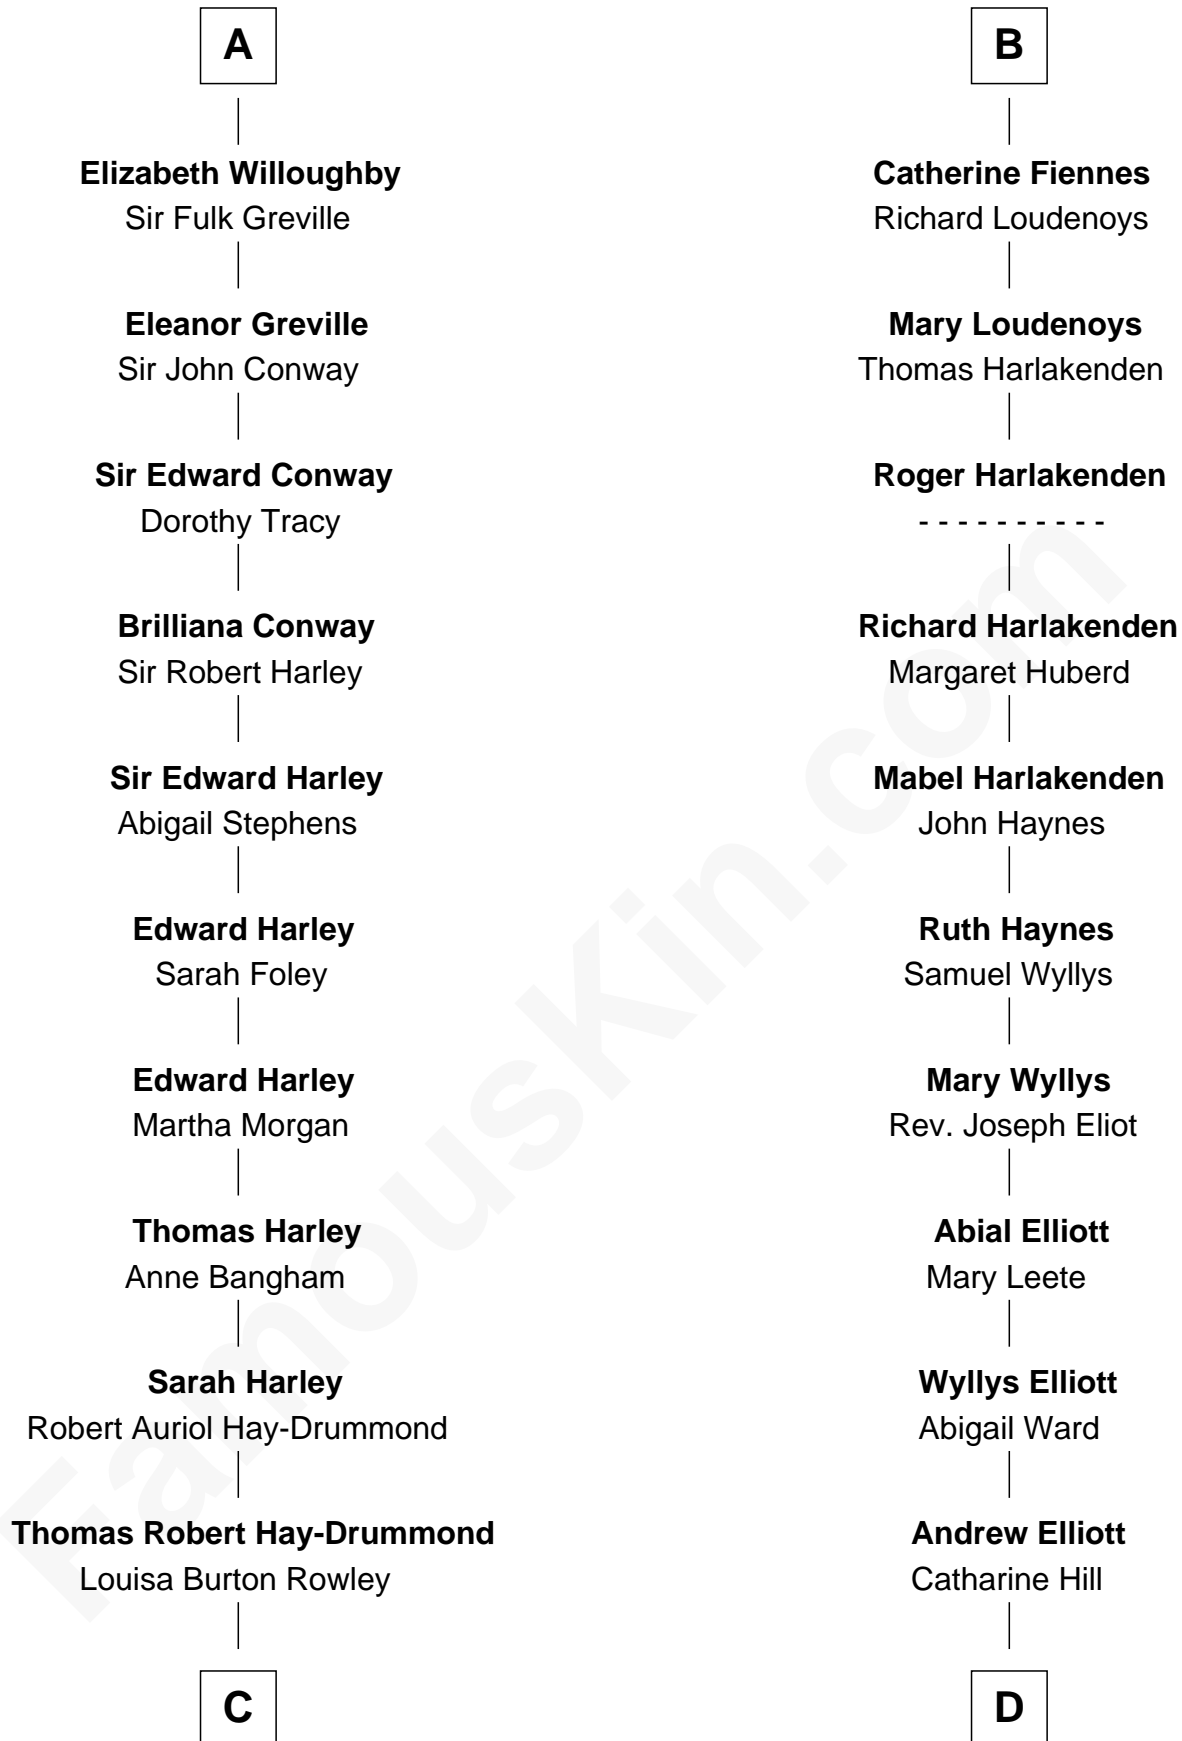 A
Elizabeth Willoughby
Sir Fulk Greville
Eleanor Greville
Sir John Conway
Sir Edward Conway
Dorothy Tracy
Brilliana Conway
Sir Robert Harley
Sir Edward Harley
Abigail Stephens
Edward Harley
Sarah Foley
Edward Harley
Martha Morgan
Thomas Harley
Anne Bangham
Sarah Harley
Robert Auriol Hay-Drummond
Thomas Robert Hay-Drummond
Louisa Burton Rowley
C
B
Catherine Fiennes
Richard Loudenoys
Mary Loudenoys
Thomas Harlakenden
Roger Harlakenden
- - - - - - - - - -
Richard Harlakenden
Margaret Huberd
Mabel Harlakenden
John Haynes
Ruth Haynes
Samuel Wyllys
Mary Wyllys
Rev. Joseph Eliot
Abial Elliott
Mary Leete
Wyllys Elliott
Abigail Ward
Andrew Elliott
Catharine Hill
D
FamousKin.com